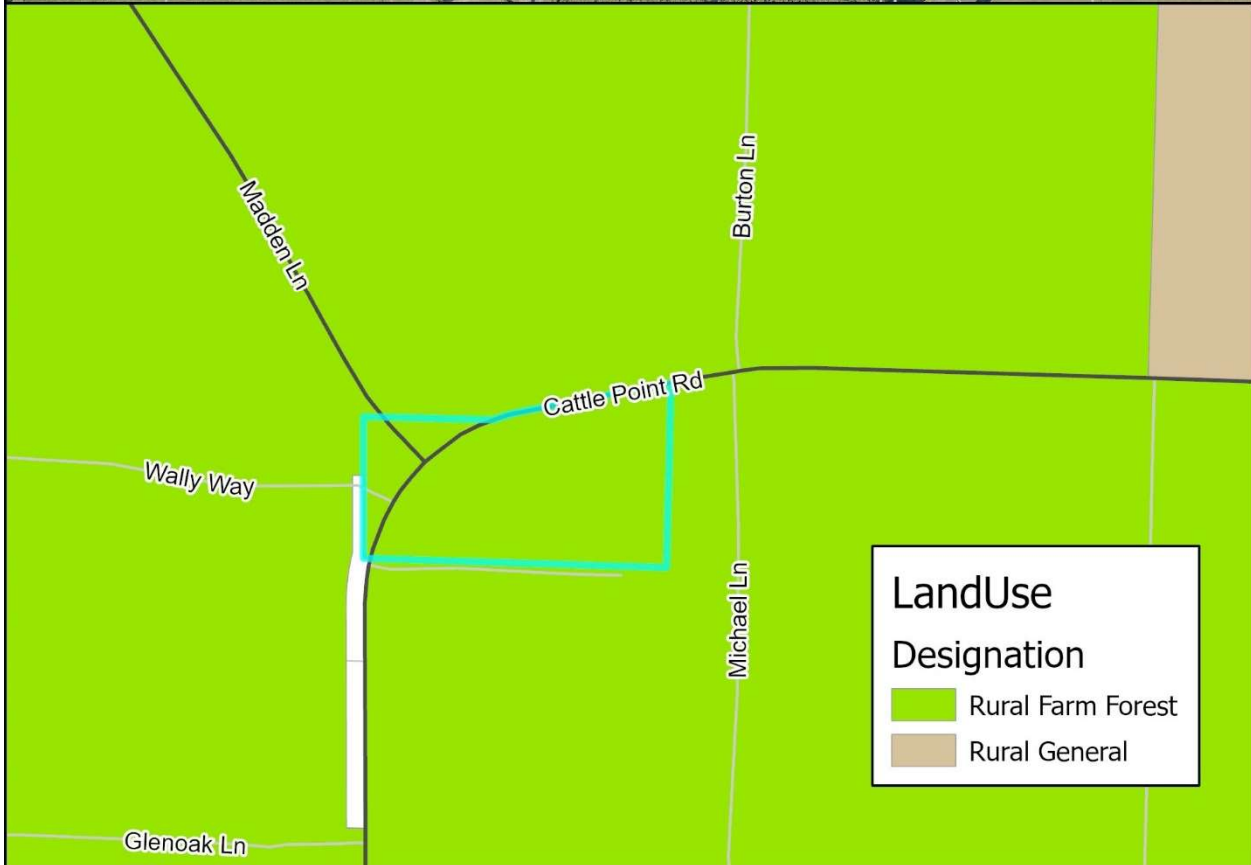 Madden Ln
Burton Ln
Cattle Point Rd
Wally Way
Michael Ln
Glenoak Ln
LandUse
Designation
Rural Farm Forest
Rural General